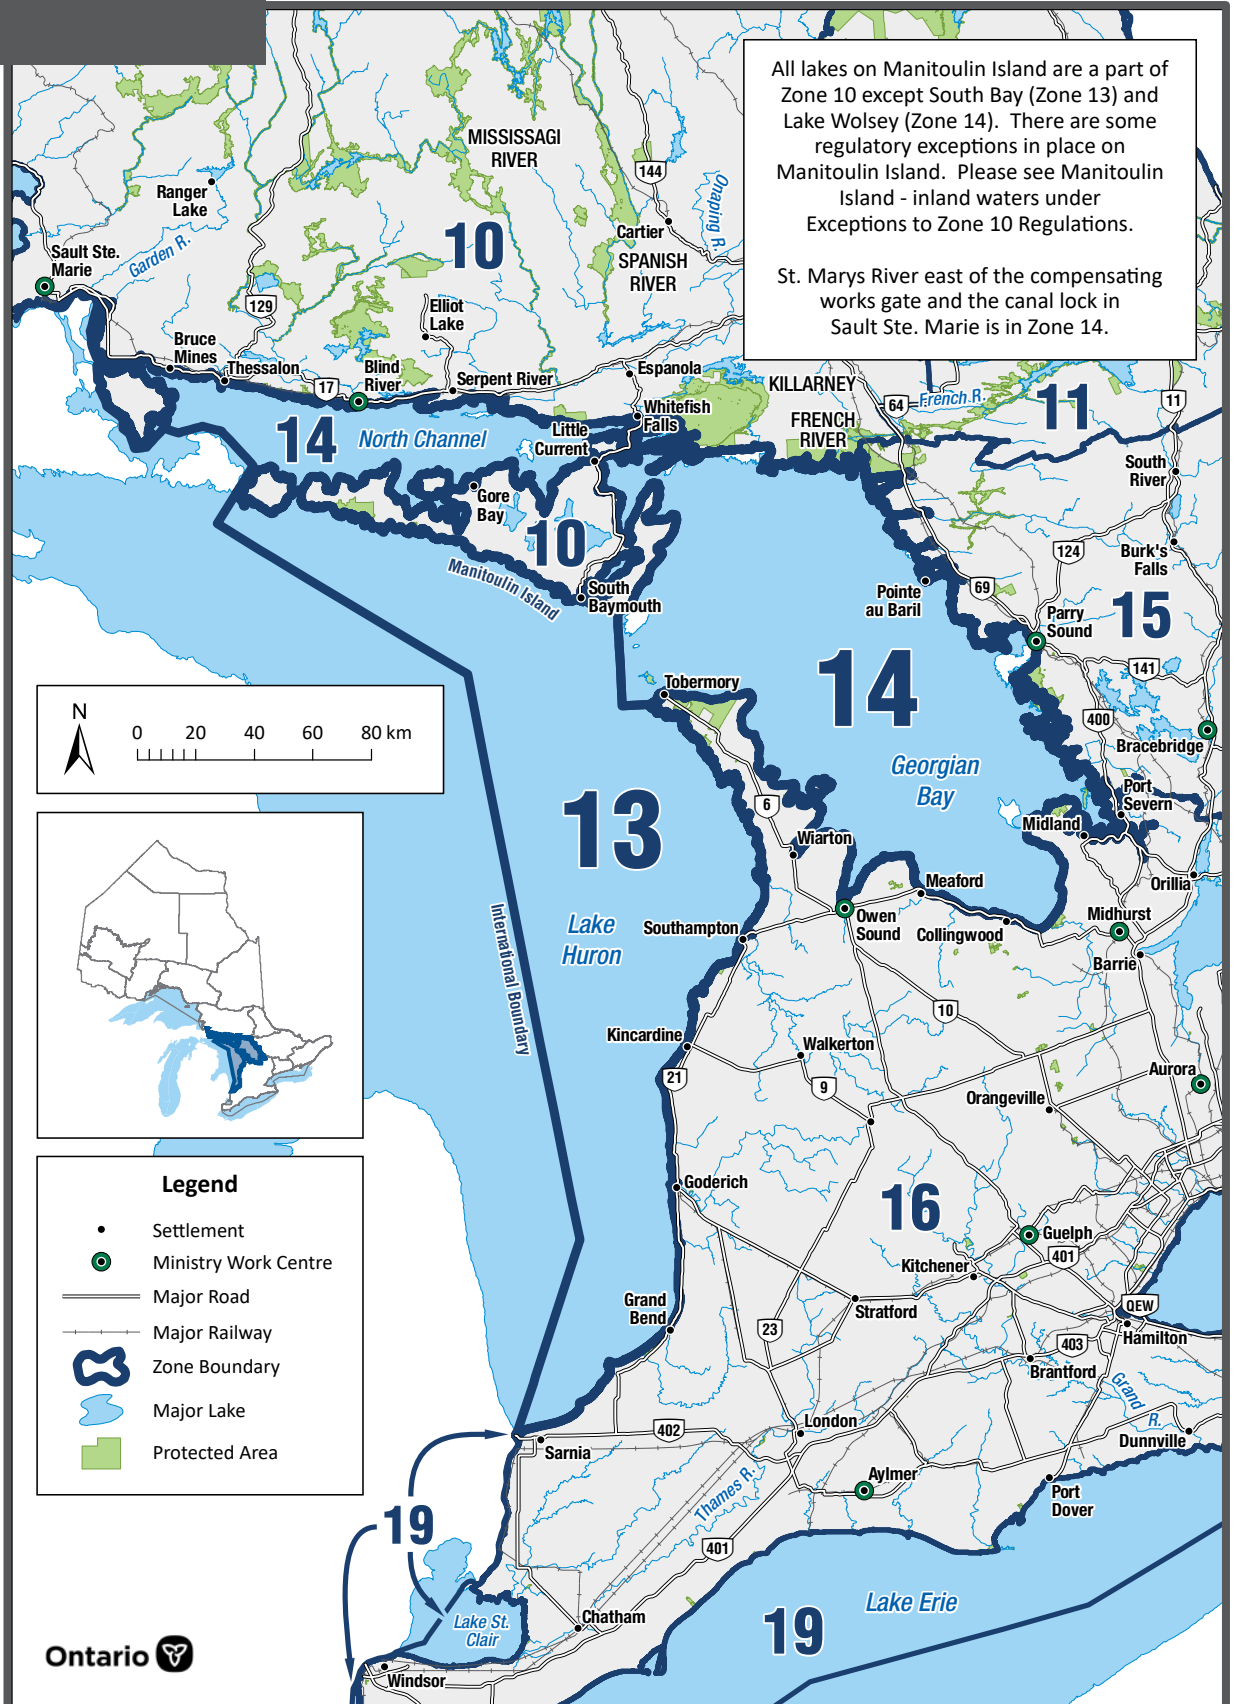 All lakes on Manitoulin Island are a part of
Zone 10 except South Bay (Zone 13) and
Lake Wolsey (Zone 14).  There are some
regulatory exceptions in place on
Manitoulin Island.  Please see Manitoulin
Island - inland waters under
Exceptions to Zone 10 Regulations.
St. Marys River east of the compensating
works gate and the canal lock in
Sault Ste. Marie is in Zone 14.
MISSISSAGI
RIVER
144
Onaping R.
Ranger
Lake
Cartier
10
SPANISH
RIVER
Garden R.
Sault Ste.
Marie
129
Elliot
Lake
Bruce
Mines
Thessalon
Blind
River
17
Serpent River
Espanola
KILLARNEY
64
French R.
11
11
Whitefish
Falls
FRENCH
RIVER
Little
Current
14
North Channel
South
River
Gore
Bay
10
124
Burk's
Falls
Manitoulin Island
South
Baymouth
Pointe
au Baril
69
Parry
Sound
15
14
141
Tobermory
400
Bracebridge
N
0
20
40
60
80 km
Georgian
Bay
Port
Severn
6
Midland
13
Wiarton
Meaford
Orillia
Owen
Sound
Collingwood
Midhurst
Lake
Huron
Southampton
Barrie
International Boundary
10
Kincardine
Walkerton
21
9
Aurora
Orangeville
Goderich
16
Guelph
401
Kitchener
Grand
Bend
Stratford
QEW
23
403
Hamilton
Brantford
Grand
R.
London
402
Dunnville
Sarnia
Thames R.
Aylmer
Port
Dover
401
Legend
Settlement
Ministry Work Centre
Major Road
Major Railway
Zone Boundary
Major Lake
Protected Area
19
Lake St.
Clair
Chatham
19
Lake Erie
Windsor
Ontario